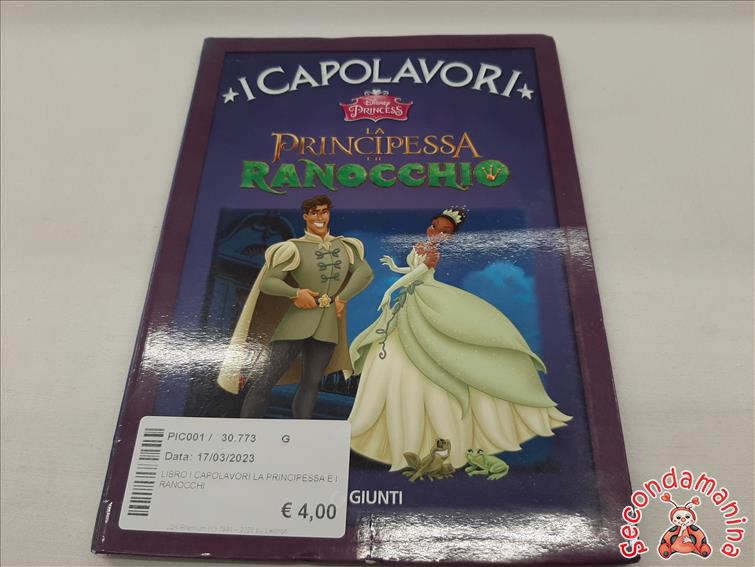 I CAPOLAVORI
DISNEY
PRINCESS
LA
PRINCIPESSA
E IL
RANOCCHIO
PIC001 / 30.773 G
Data: 17/03/2023
LIBRO I CAPOLAVORI LA PRINCIPESSA E I
RANOCCHI
€ 4,00
GIUNTI
secondamanina